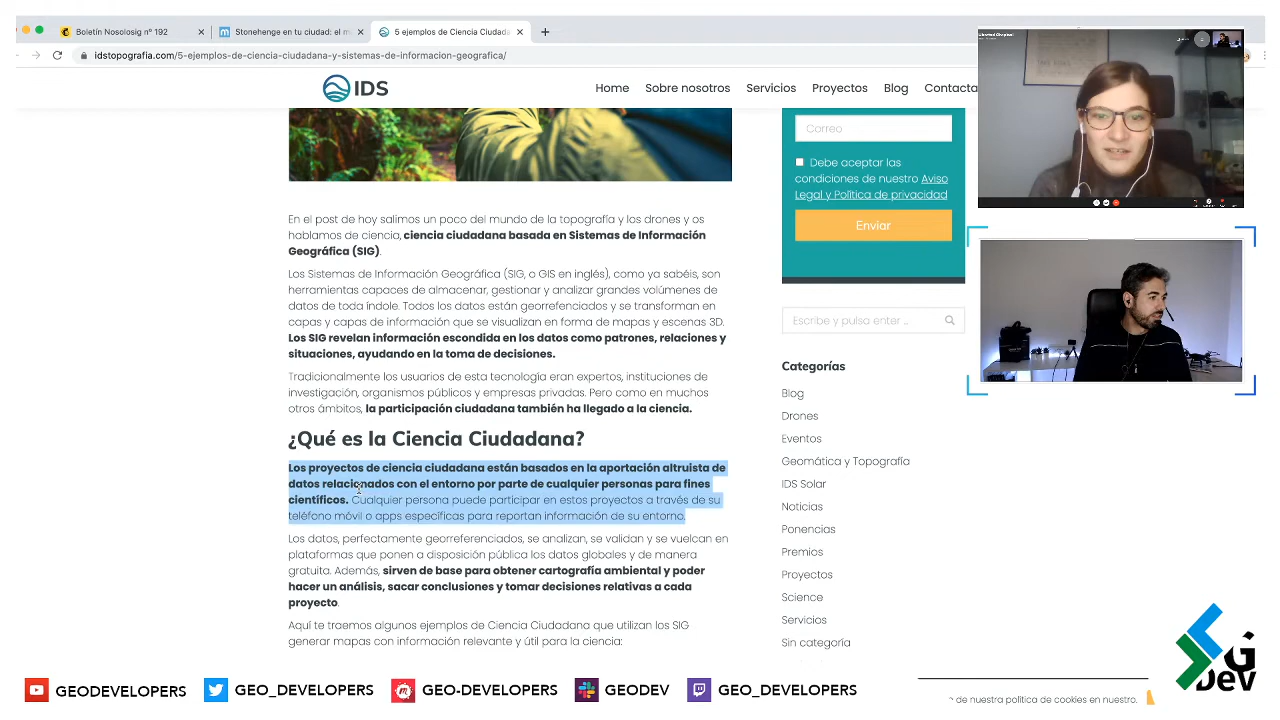 Boletín Nosolosig nº 192
Stonehenge en tu ciudad: el m
5 ejemplos de Ciencia Ciudada
idstopografia.com/5-ejemplos-de-ciencia-ciudadana-y-sistemas-de-informacion-geografica/
IDS
Home
Sobre nosotros
Servicios
Proyectos
Blog
Contacta
Correo
Debe aceptar las
condiciones de nuestro Aviso
Legal y Política de privacidad
Enviar
En el post de hoy salimos un poco del mundo de la topografía y los drones y os
hablamos de ciencia, ciencia ciudadana basada en Sistemas de Información
Geográfica (SIG).
Los Sistemas de Información Geográfica (SIG, o GIS en inglés), como ya sabéis, son
herramientas capaces de almacenar, gestionar y analizar grandes volúmenes de
datos de toda índole. Todos los datos están georrefenciados y se transforman en
capas y capas de información que se visualizan en forma de mapas y escenas 3D.
Los SIG revelan información escondida en los datos como patrones, relaciones y
situaciones, ayudando en la toma de decisiones.
Tradicionalmente los usuarios de esta tecnología eran expertos, instituciones de
investigación, organismos públicos y empresas privadas. Pero como en muchos
otros ámbitos, la participación ciudadana también ha llegado a la ciencia.
¿Qué es la Ciencia Ciudadana?
Los proyectos de ciencia ciudadana están basados en la aportación altruista de
datos relacionados con el entorno por parte de cualquier personas para fines
científicos. Cualquier persona puede participar en estos proyectos a través de su
teléfono móvil o apps específicas para reportan información de su entorno.
Los datos, perfectamente georreferenciados, se analizan, se validan y se vuelcan en
plataformas que ponen a disposición pública los datos globales y de manera
gratuita. Además, sirven de base para obtener cartografía ambiental y poder
hacer un análisis, sacar conclusiones y tomar decisiones relativas a cada
proyecto.
Aquí te traemos algunos ejemplos de Ciencia Ciudadana que utilizan los SIG
generar mapas con información relevante y útil para la ciencia:
Escribe y pulsa enter ...
Categorías
Blog
Drones
Eventos
Fotogrametría y Geomática
IDS Solar
Noticias
Ponencias
Premios
Proyectos
Science
Servicios
Sin categoría
de nuestra política de cookies en nuestro.
GEODEVELOPERS
GEO_DEVELOPERS
GEO-DEVELOPERS
GEODEV
GEO_DEVELOPERS
G
Dev